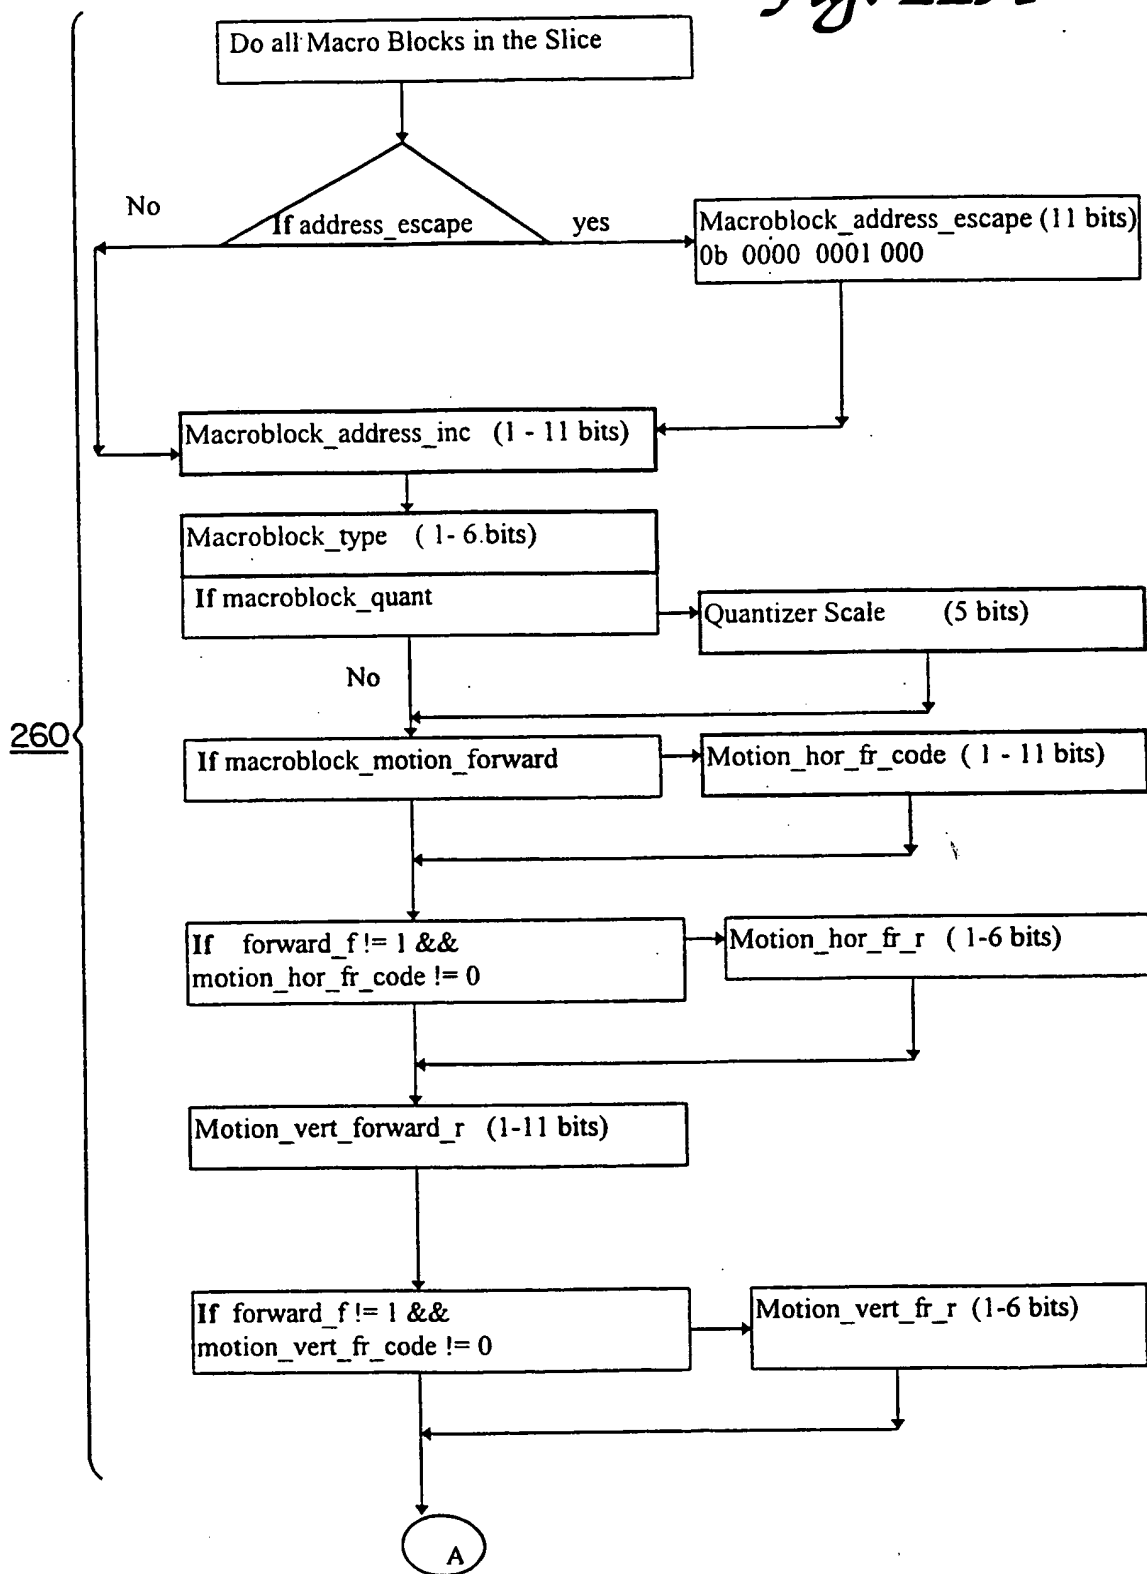 Do all Macro Blocks in the Slice
No
If address_escape
yes
Macroblock_address_escape (11 bits)
0b 0000 0001 000
Macroblock_address_inc (1 - 11 bits)
Macroblock_type ( 1- 6 bits)
If macroblock_quant
Quantizer Scale (5 bits)
No
260
If macroblock_motion_forward
Motion_hor_fr_code ( 1 - 11 bits)
If forward_f != 1 &&
motion_hor_fr_code != 0
Motion_hor_fr_r ( 1-6 bits)
Motion_vert_forward_r (1-11 bits)
If forward_f != 1 &&
motion_vert_fr_code != 0
Motion_vert_fr_r (1-6 bits)
A